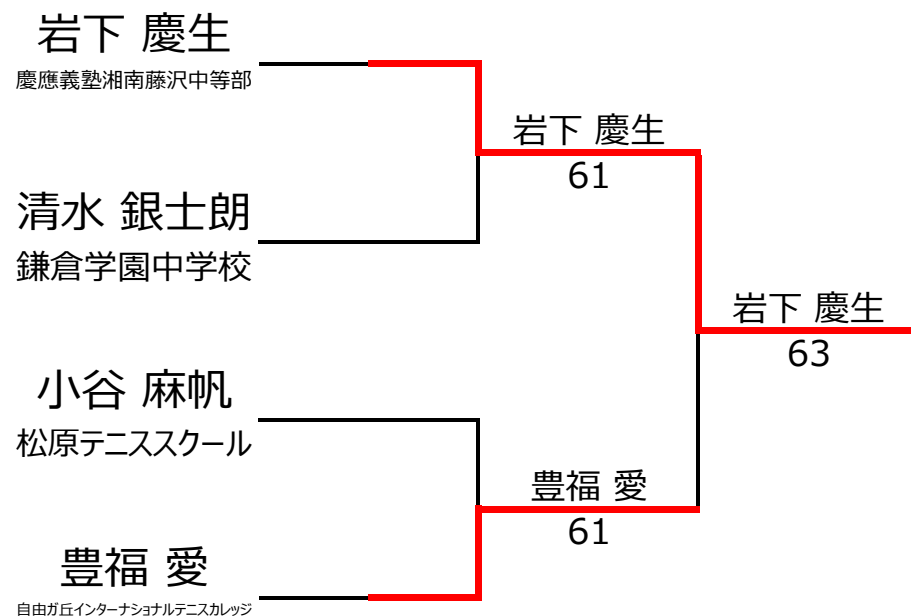 岩下 慶生
慶應義塾湘南藤沢中等部
岩下 慶生
61
清水 銀士朗
鎌倉学園中学校
岩下 慶生
63
小谷 麻帆
松原テニススクール
豊福 愛
61
豊福 愛
自由ガ丘インターナショナルテニスカレッジ